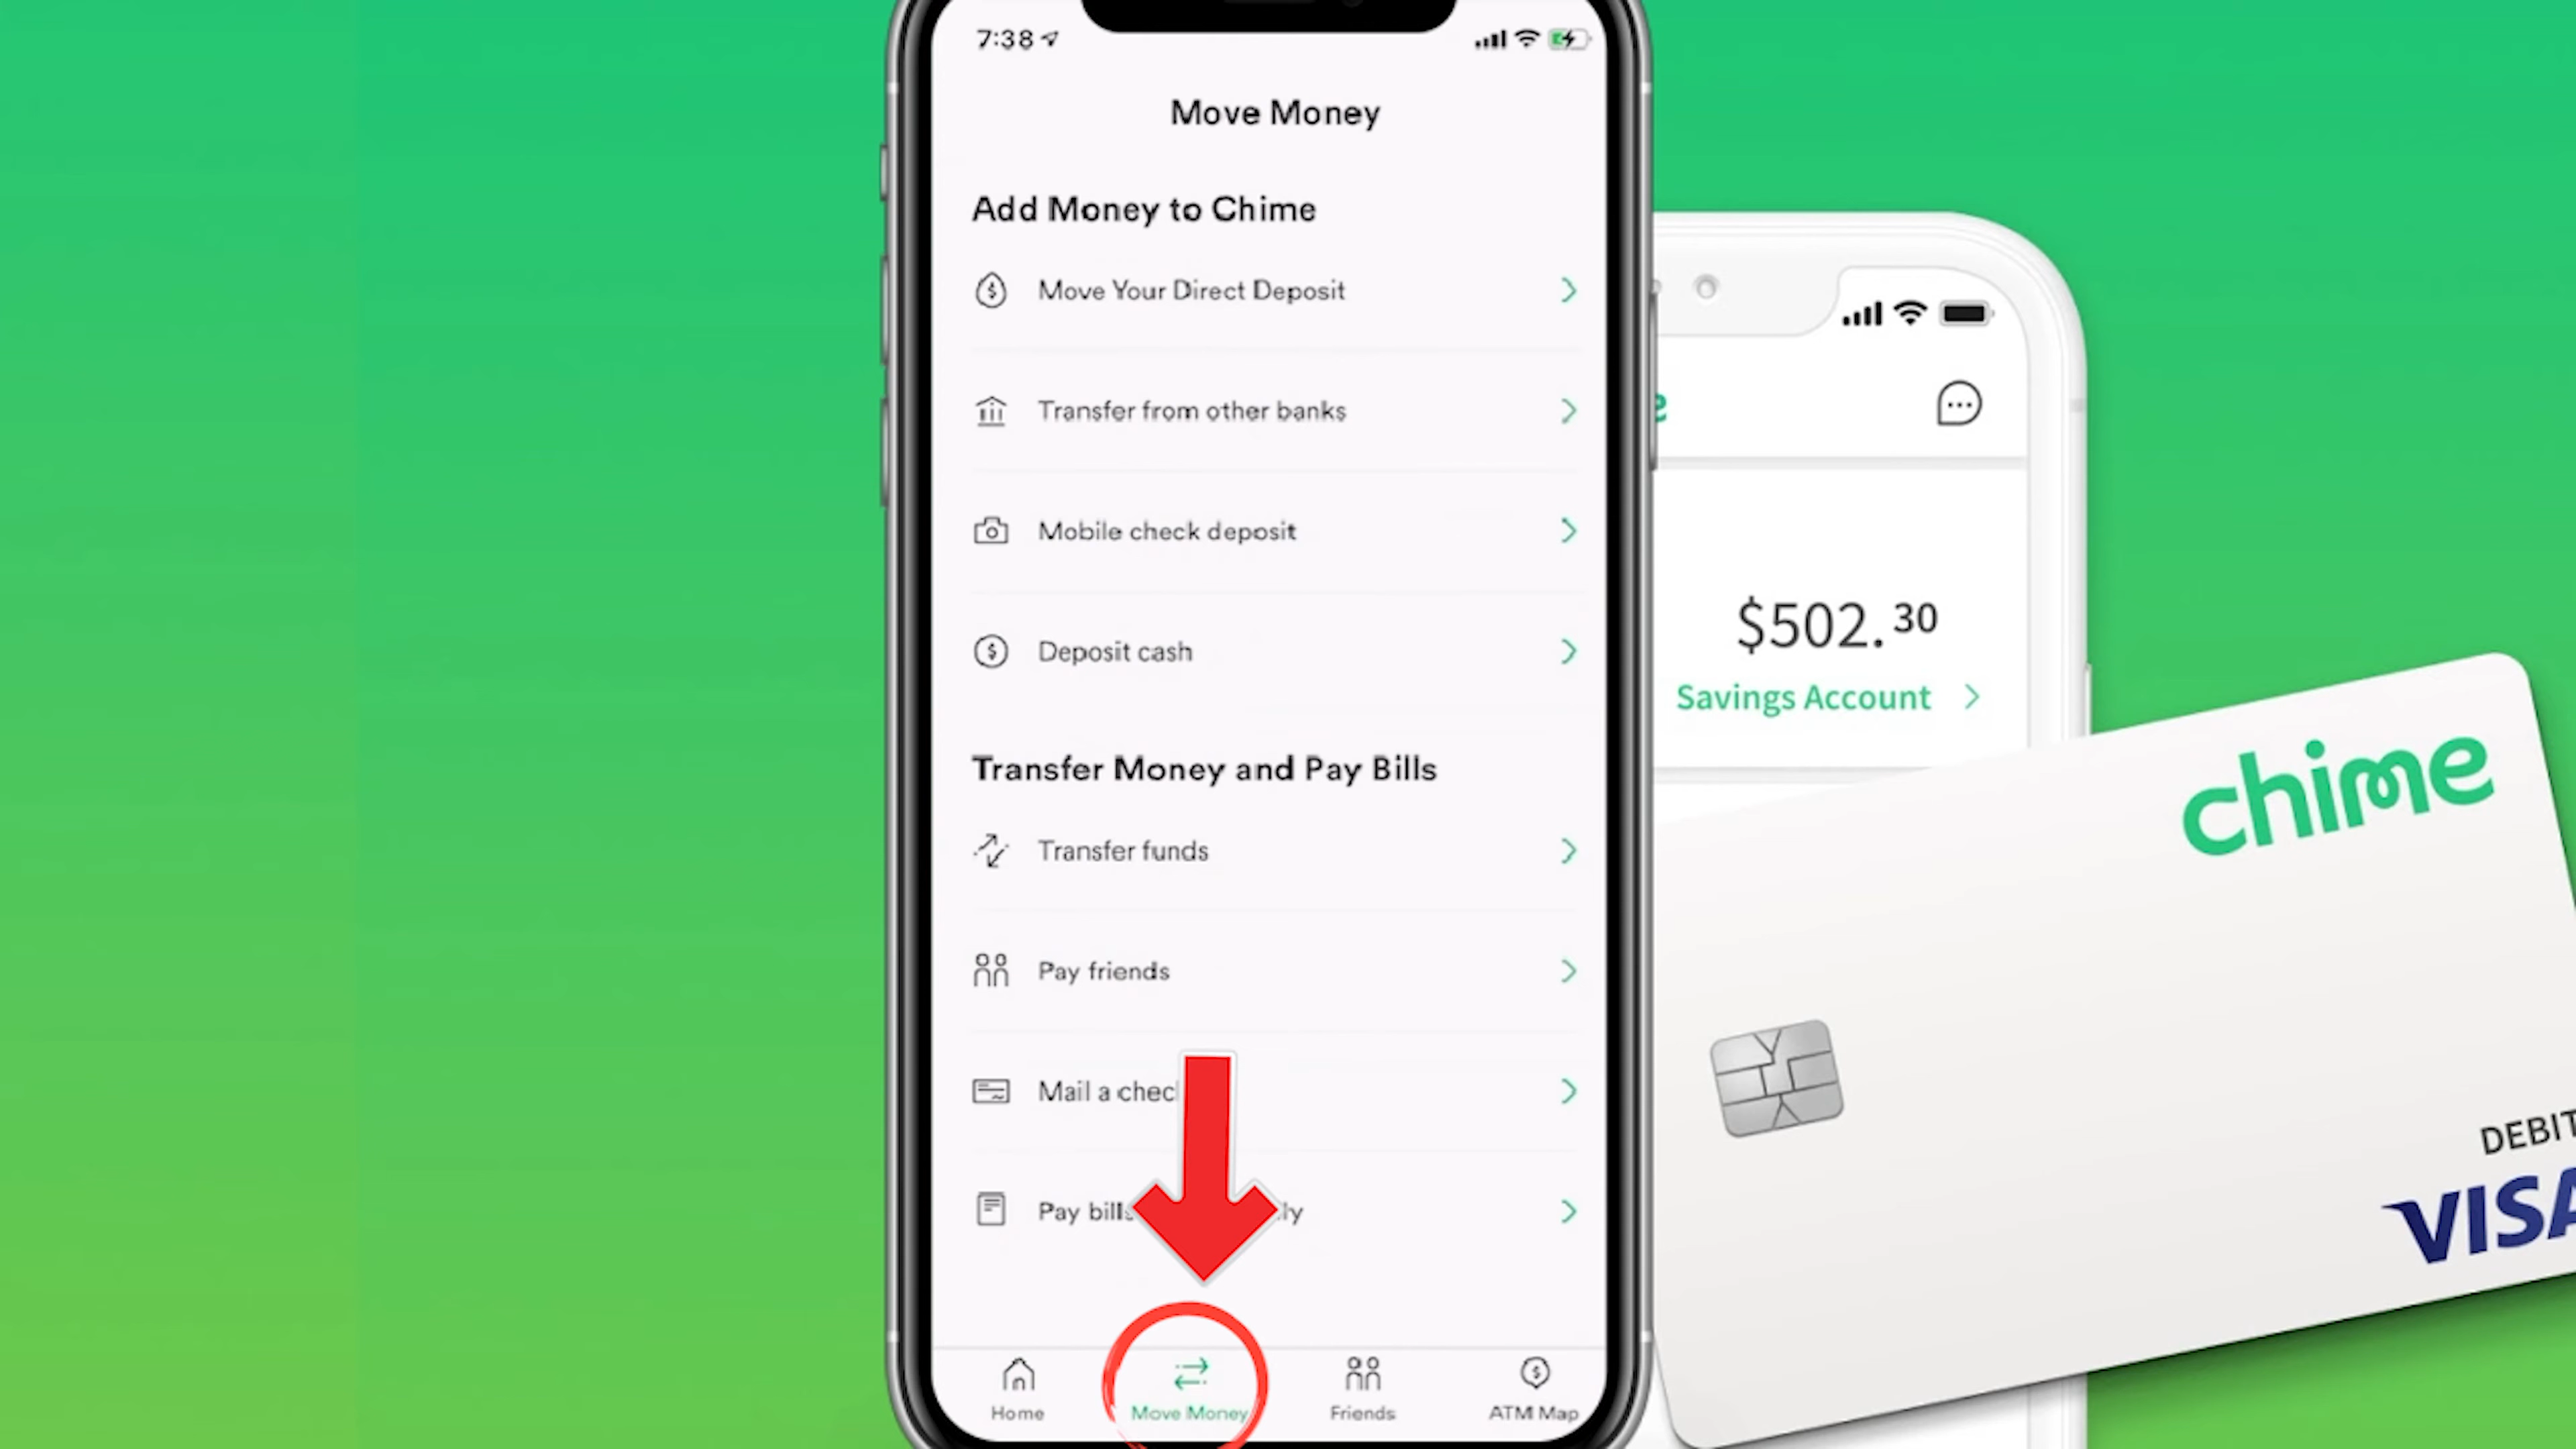 7:38
Move Money
Add Money to Chime
Move Your Direct Deposit
Transfer from other banks
Mobile check deposit
Deposit cash
Transfer Money and Pay Bills
Transfer funds
Pay friends
Mail a chec
Pay bills ly
Home
Move Money
Friends
ATM Map
e
$502.30
Savings Account
chime
DEBIT
VISA